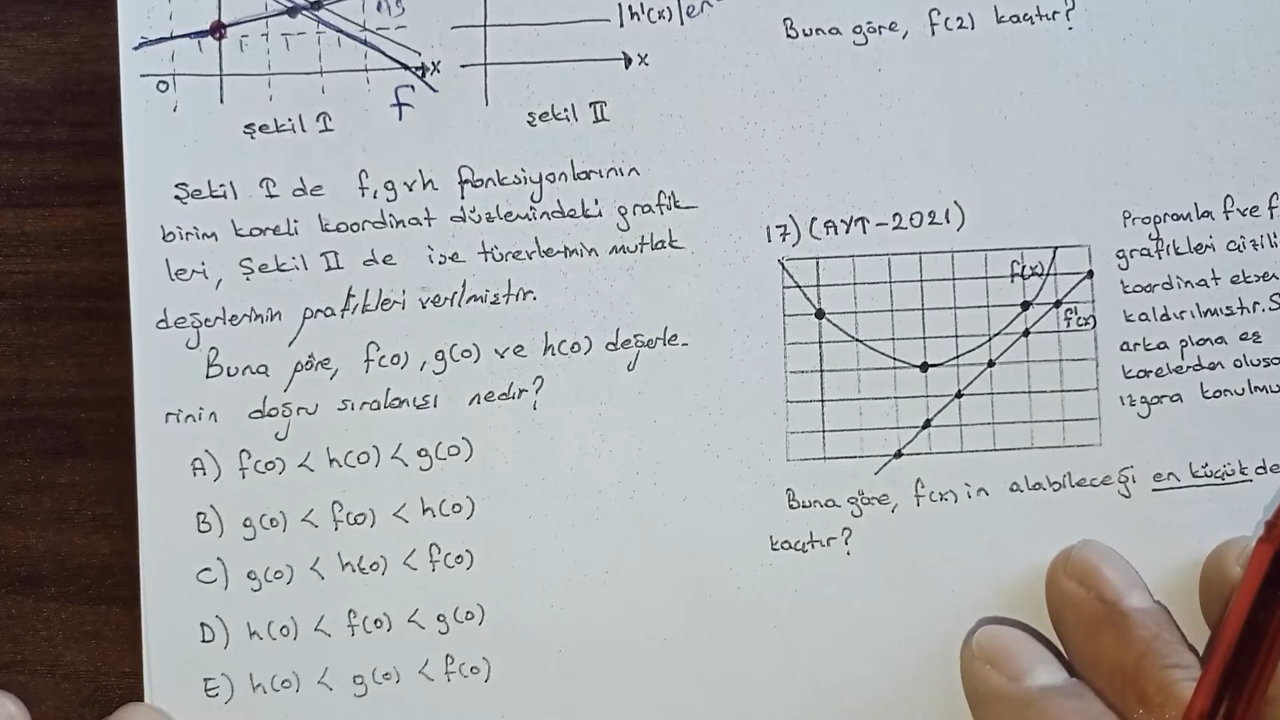 |h'(x)|
x
x
O
f
Şekil I
Şekil II
Şekil I de f, g v h fonksiyonlarının
birim kareli koordinat düzlemindeki grafik
leri, Şekil II de ise türevlerinin mutlak
değerlerinin grafikleri verilmiştir.
Buna göre, f(0), g(0) ve h(0) değerle-
rinin doğru sıralanışı nedir?
A) f(0) < h(0) < g(0)
B) g(0) < f(0) < h(0)
C) g(0) < h(0) < f(0)
D) h(0) < f(0) < g(0)
E) h(0) < g(0) < f(0)
Buna göre, f(2) kaçtır?
17) (AYT-2021)
f(x)
f'(x)
Programla f ve f
grafikleri çizili
koordinat ekse
kaldırılmıştır. S
arka plana eş
karelerden oluşa
ızgara konulmu
Buna göre, f(x) in alabileceği en küçük de
kaçtır?